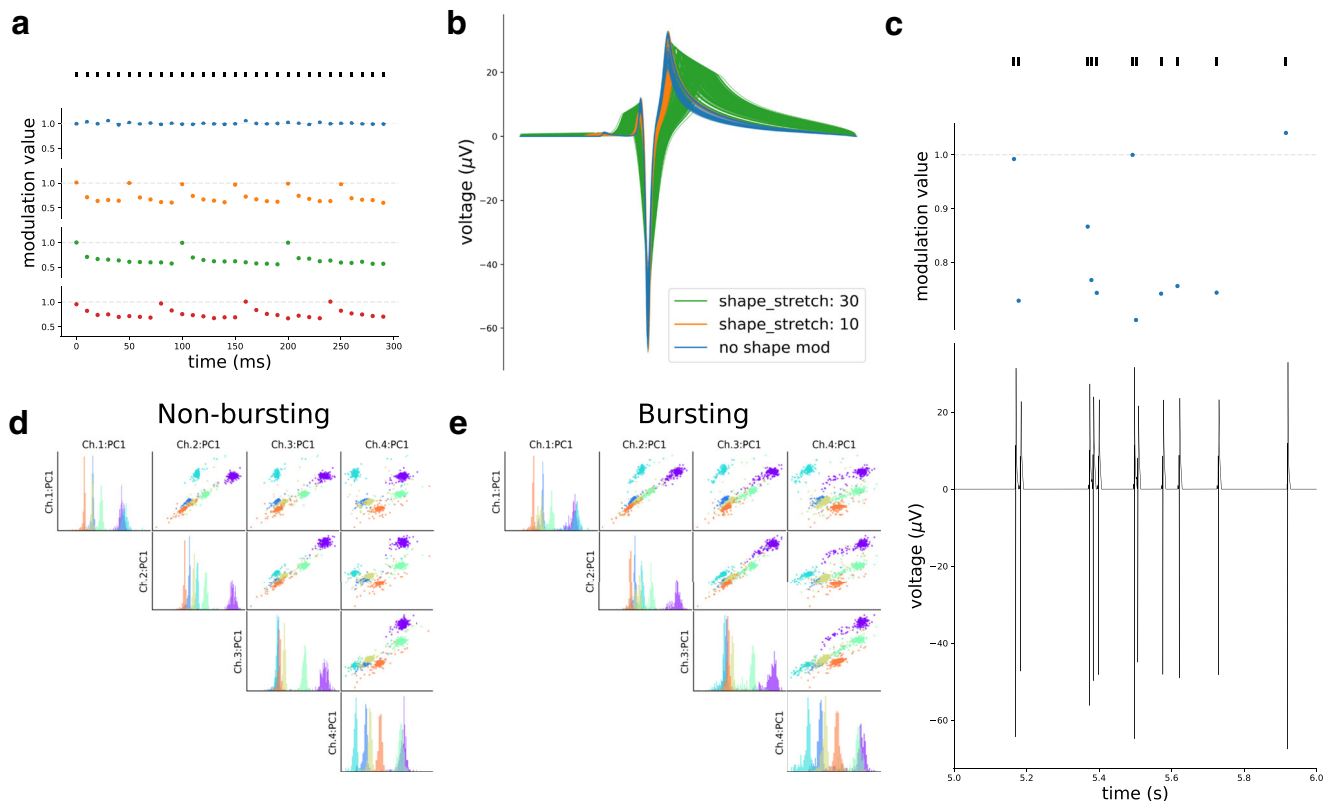 a
modulation value
1.0
0.5
1.0
0.5
1.0
0.5
1.0
0.5
0 50 100 150 200 250 300
time (ms)
b
voltage (μV)
20
0
−20
−40
−60
shape_stretch: 30
shape_stretch: 10
no shape mod
c
modulation value
1.0
0.9
0.8
voltage (μV)
20
0
−20
−40
−60
5.0 5.2 5.4 5.6 5.8 6.0
time (s)
d
Non-bursting
Ch.1:PC1 Ch.2:PC1 Ch.3:PC1 Ch.4:PC1
Ch.1:PC1
Ch.2:PC1
Ch.3:PC1
Ch.4:PC1
e
Bursting
Ch.1:PC1 Ch.2:PC1 Ch.3:PC1 Ch.4:PC1
Ch.1:PC1
Ch.2:PC1
Ch.3:PC1
Ch.4:PC1